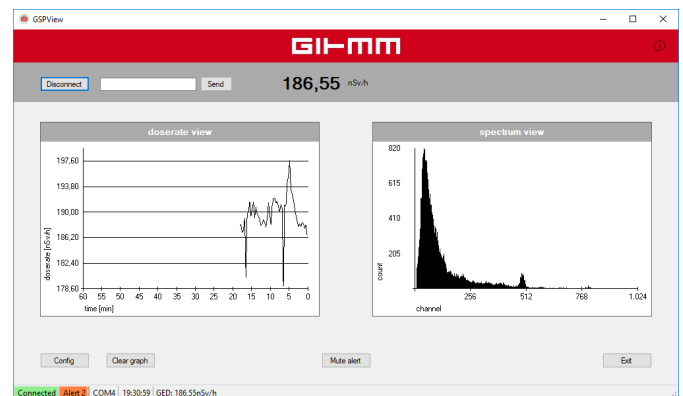 GSPView
GIHMM
Disconnect Send 186,55 nSv/h
doserate view
197,60
193,80
190,00
186,20
182,40
178,60
doserate [nSv/h]
60 55 50 45 40 35 30 25 20 15 10 5 0
time [min]
spectrum view
820
615
410
205
count
256 512 768 1.024
channel
Config Clear graph Mute alert Exit
Connected Alert 2 COM4 19:30:59 GED: 186.55nSv/h